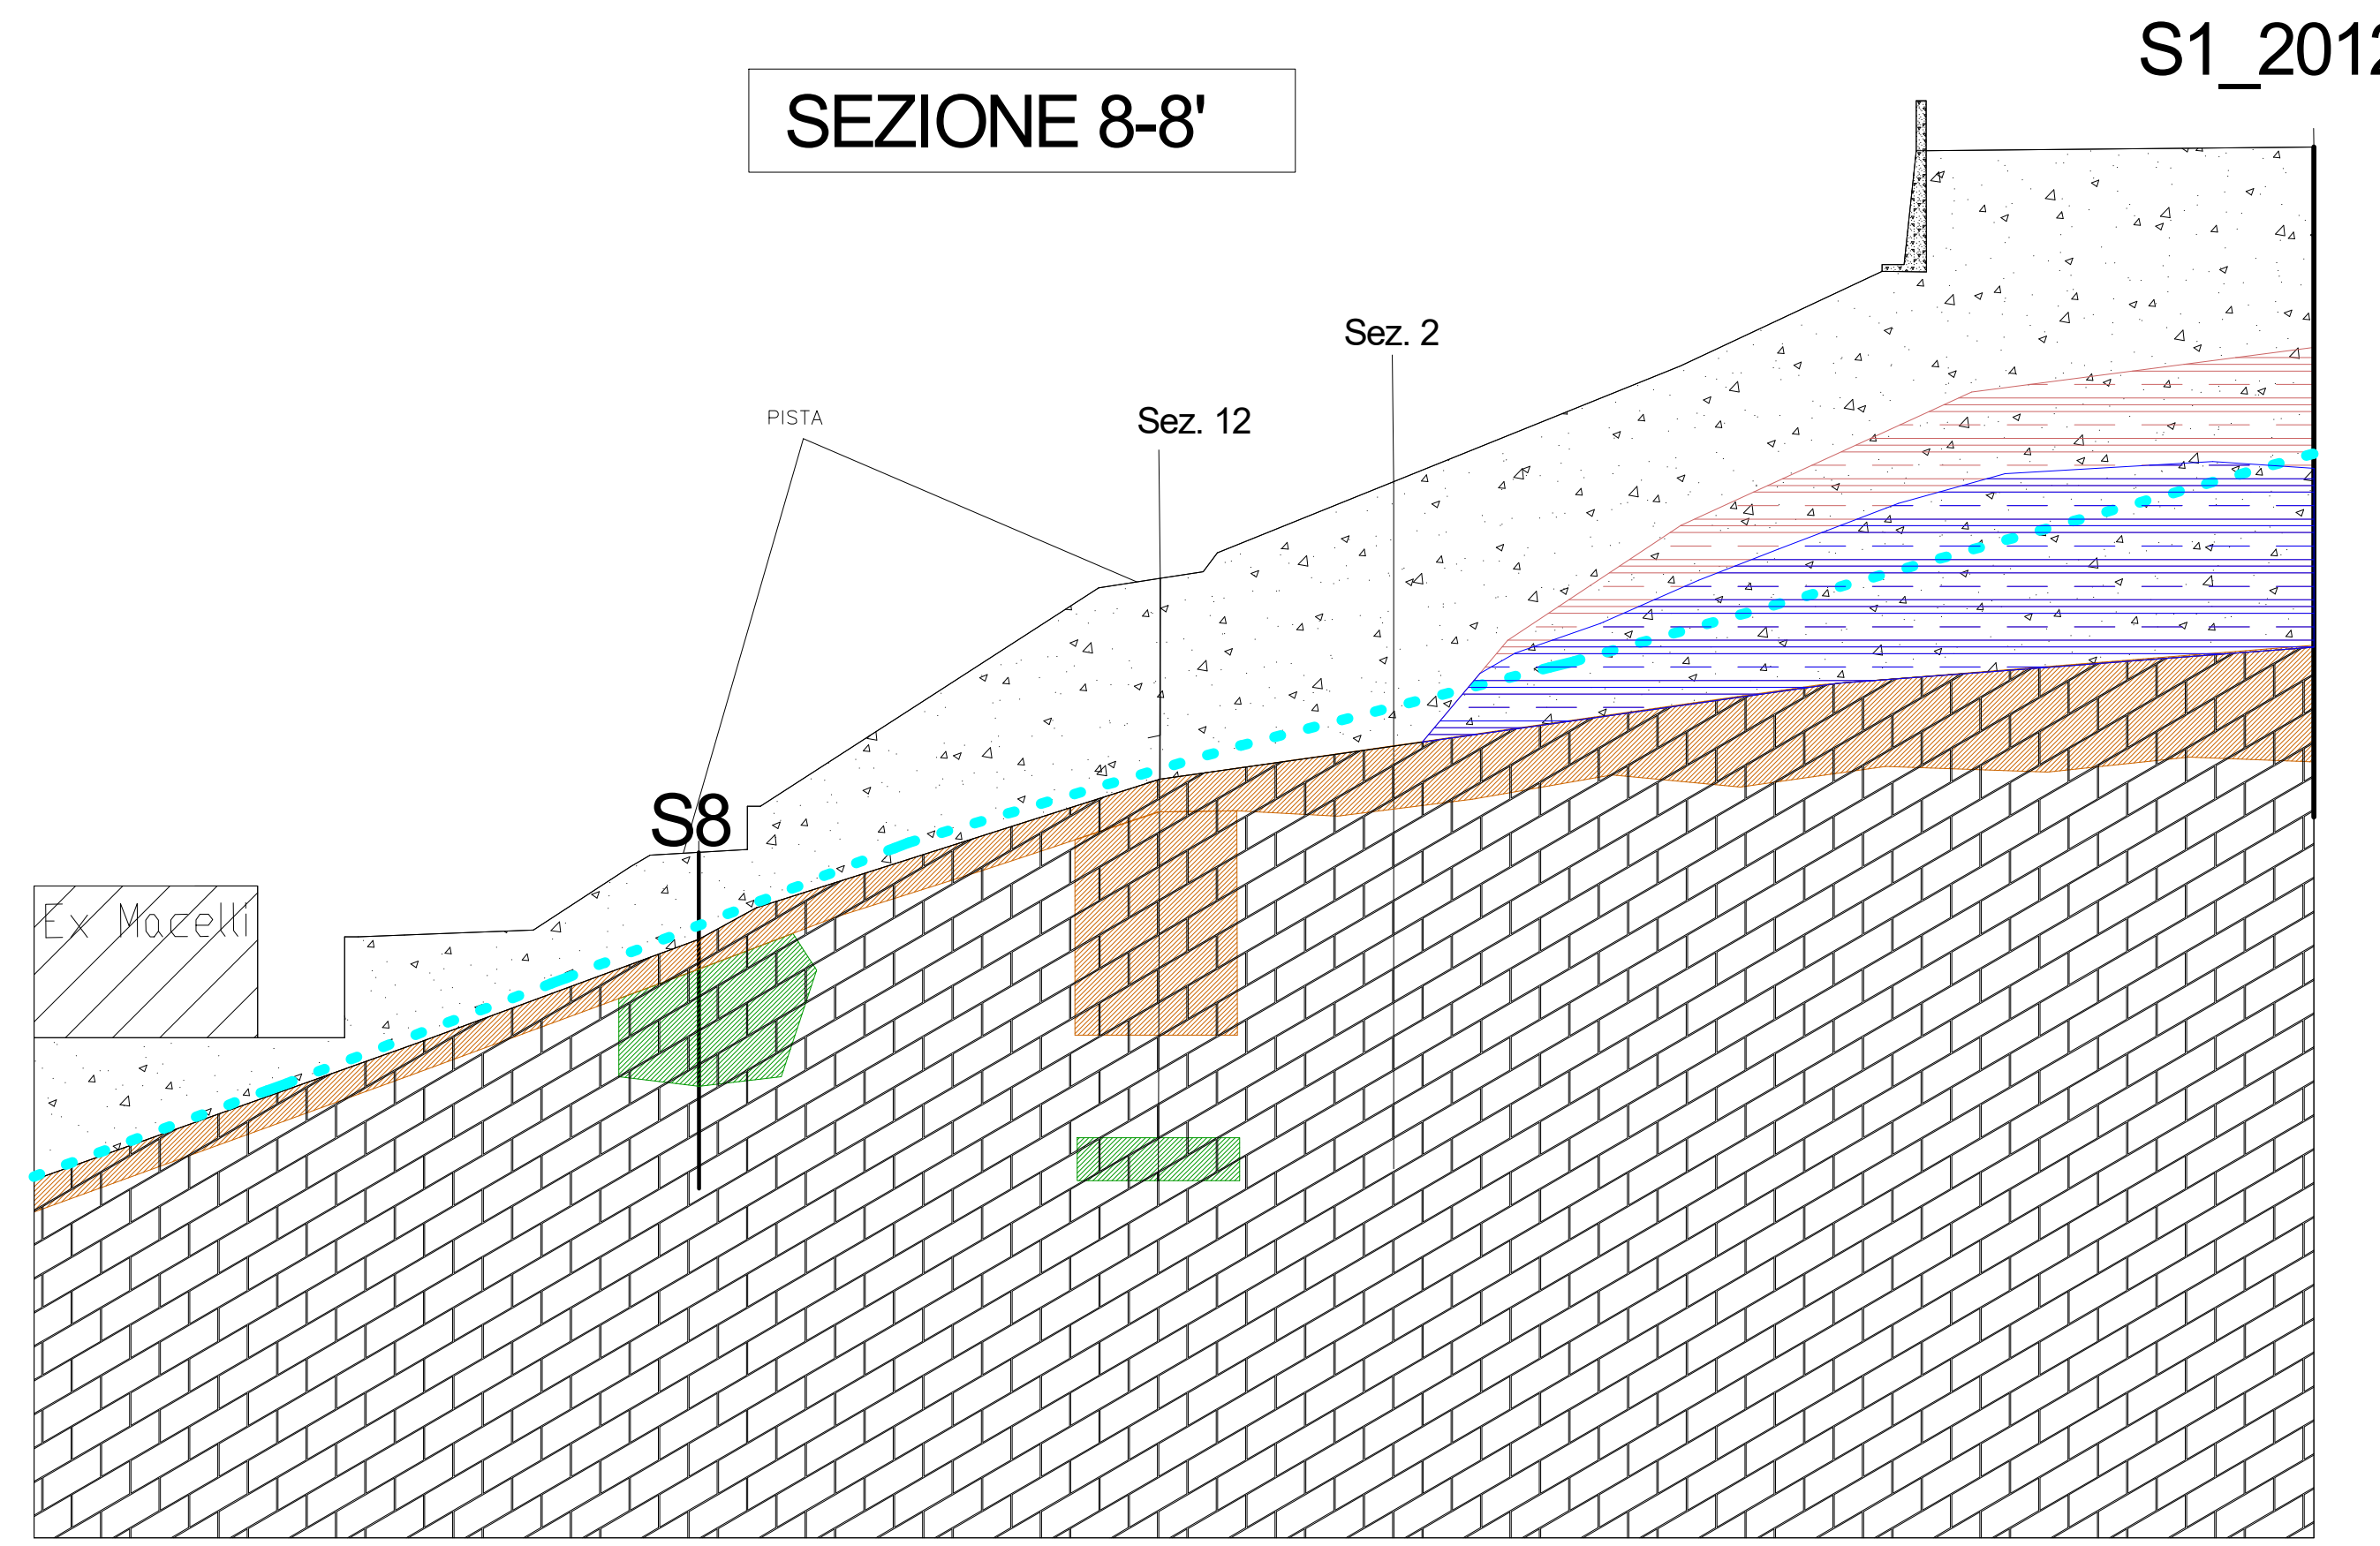 S1_2012
SEZIONE 8-8'
Sez. 2
PISTA
Sez. 12
S8
Ex Macelli